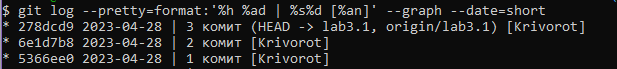 $ git log --pretty=format:'%h %ad | %s%d [%an]' --graph --date=short
* 278dcd9 2023-04-28 | 3 комит (HEAD -> lab3.1, origin/lab3.1) [Krivorot]
* 6e1d7b8 2023-04-28 | 2 комит [Krivorot]
* 5366ee0 2023-04-28 | 1 комит [Krivorot]